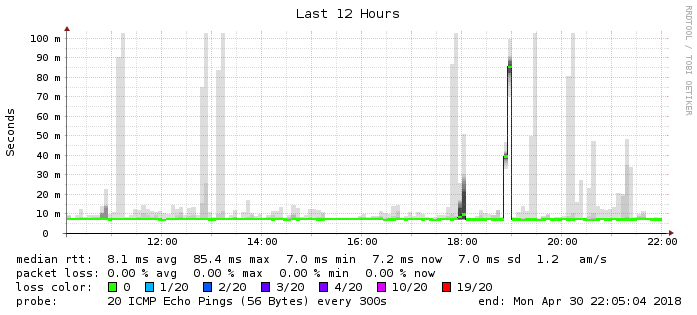 Last 12 Hours
RRDTOOL / TOBI OETIKER
Seconds
100 m
90 m
80 m
70 m
60 m
50 m
40 m
30 m
20 m
10 m
0
12:00 14:00 16:00 18:00 20:00 22:00
median rtt: 8.1 ms avg 85.4 ms max 7.0 ms min 7.2 ms now 7.0 ms sd 1.2 am/s
packet loss: 0.00 % avg 0.00 % max 0.00 % min 0.00 % now
loss color: 0 1/20 2/20 3/20 4/20 10/20 19/20
probe: 20 ICMP Echo Pings (56 Bytes) every 300s end: Mon Apr 30 22:05:04 2018